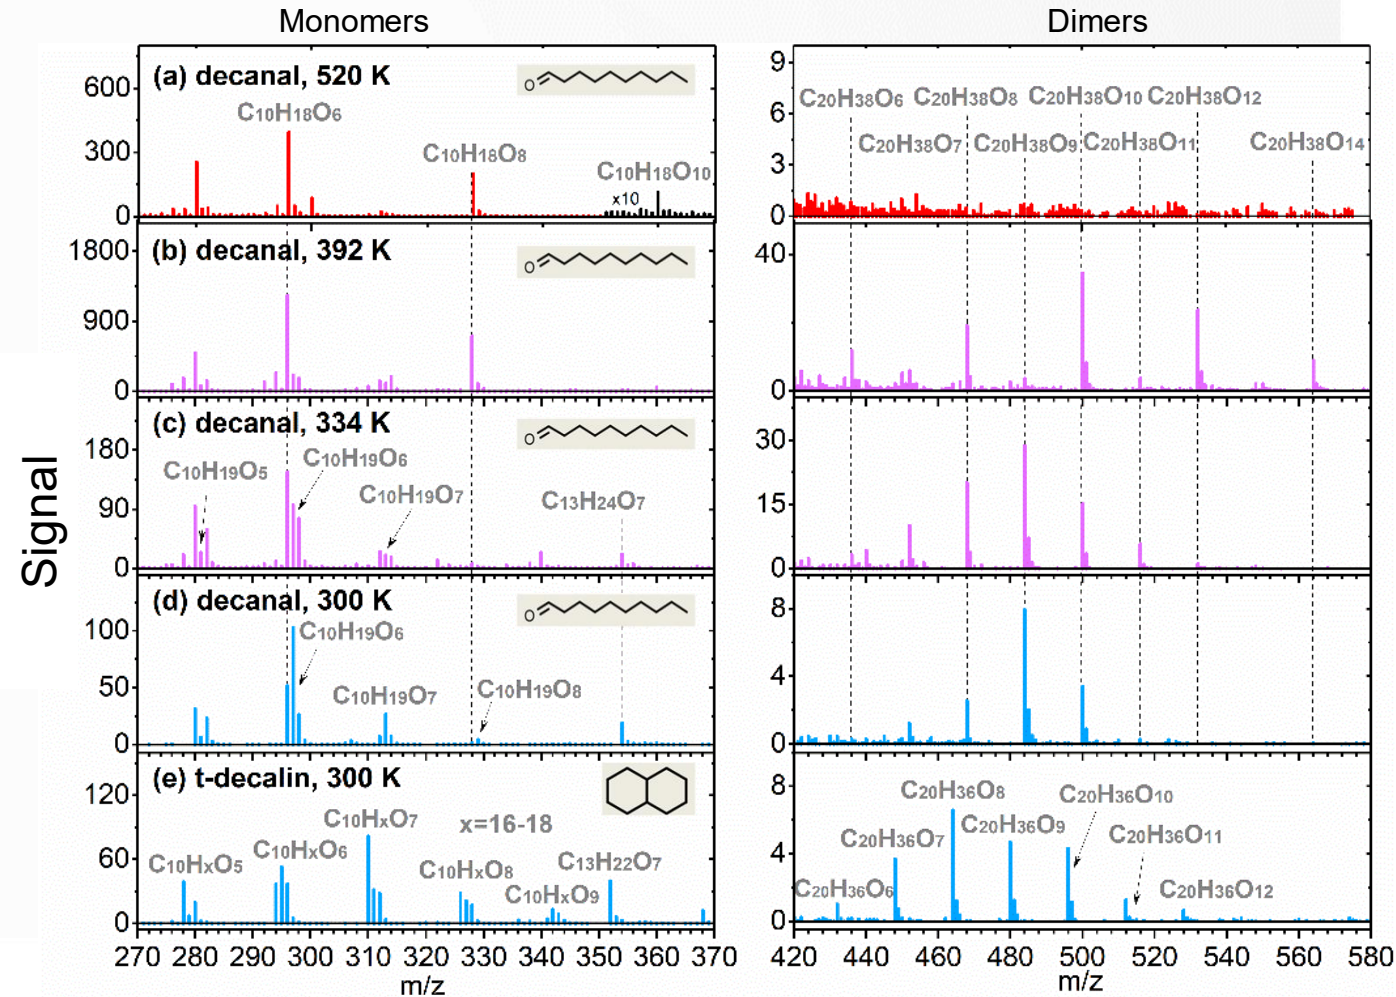 Monomers
Dimers
Signal
(a) decanal, 520 K
O
C10H18O6
C10H18O8
C10H18O10
x10
600
300
0
9
6
3
0
C20H38O6 C20H38O8 C20H38O10 C20H38O12
C20H38O7 C20H38O9 C20H38O11 C20H38O14
(b) decanal, 392 K
O
1800
900
0
40
0
(c) decanal, 334 K
O
C10H19O5
C10H19O6
C10H19O7
C13H24O7
180
90
0
30
15
0
(d) decanal, 300 K
O
C10H19O6
C10H19O7
C10H19O8
100
50
0
8
4
0
(e) t-decalin, 300 K
C10HxO7
x=16-18
C10HxO5
C10HxO6
C10HxO8
C13H22O7
C10HxO9
120
60
0
8
4
0
C20H36O8
C20H36O10
C20H36O7
C20H36O9
C20H36O11
C20H36O6
C20H36O12
270 280 290 300 310 320 330 340 350 360 370
m/z
420 440 460 480 500 520 540 560 580
m/z